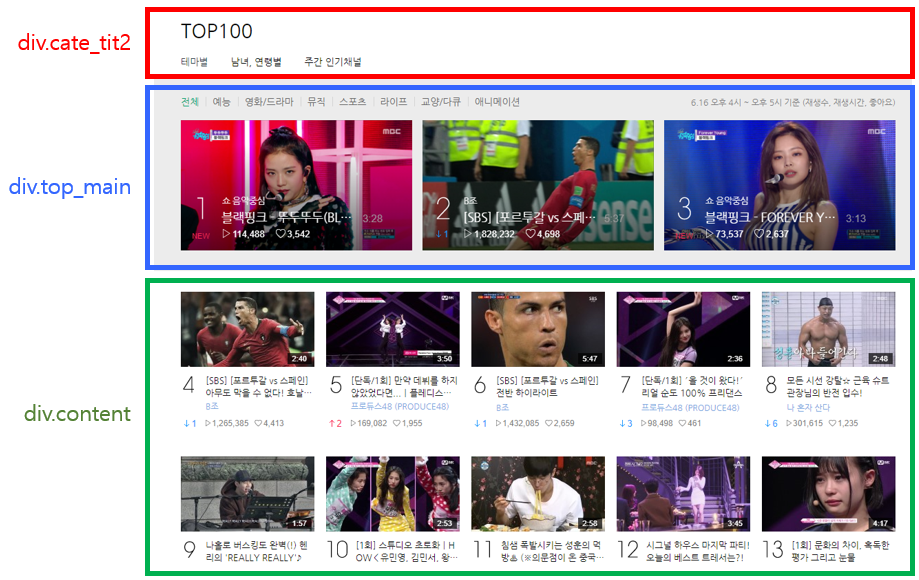 div.cate_tit2
TOP100
테마별 남녀, 연령별 주간 인기채널
div.top_main
전체 예능 영화/드라마 뮤직 스포츠 라이프 교양/다큐 애니메이션
6.16 오후 4시 ~ 오후 5시 기준 (재생수, 재생시간, 좋아요)
MBC
1 쇼 음악중심
블랙핑크 - 뚜두뚜두(BL... 3:28
NEW 114,488 3,542
2 B조
[SBS] [포르투갈 vs 스페... 5:37
1 1,828,232 4,698
MBC
Forever Young
3 쇼 음악중심
블랙핑크 - FOREVER Y... 3:13
NEW 73,537 2,637
div.content
2:40
4 [SBS] [포르투갈 vs 스페인]
아무도 막을 수 없다! 호날...
B조
1 1,265,385 4,413
3:50
5 [단독/1회] 만약 데뷔를 하지
않았었다면...ㅣ플레디스...
프로듀스48 (PRODUCE48)
2 169,082 1,955
SBS
5:47
6 [SBS] [포르투갈 vs 스페인]
전반 하이라이트
B조
1 1,432,085 2,659
2:36
7 [단독/1회] '올 것이 왔다!'
리얼 순도 100% 프리댄스
프로듀스48 (PRODUCE48)
3 98,498 461
2:48
8 모든 시선 강탈☆ 근육 슈트
관장님의 반전 입수!
나 혼자 산다
6 301,615 1,235
1:57
9 나홀로 버스킹도 완벽(!) 헨
리의 'REALLY REALLY'♪
2:53
10 [1회] 스튜디오 초토화ㅣH
OW<유민영, 김민서, 왕...
2:58
11 침샘 폭발시키는 성훈의 먹
방♨ (※의문점이 온 중국...
3:45
12 시그널 하우스 마지막 파티!
오늘의 베스트 트레서는?!
4:17
13 [1회] 문화의 차이, 혹독한
평가 그리고 눈물